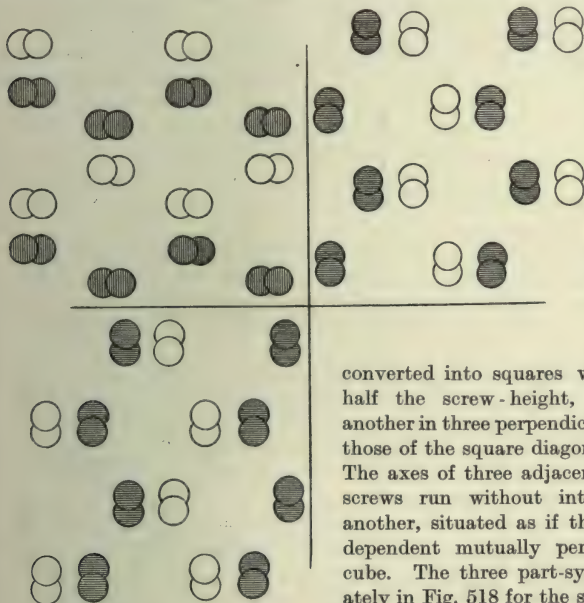 converted into squares
half the screw-height,
another in three perpendic
those of the square diagon
The axes of three adjacen
screws run without int
another, situated as if th
dependent mutually per
cube. The three part-sy
ately in Fig. 518 for the s